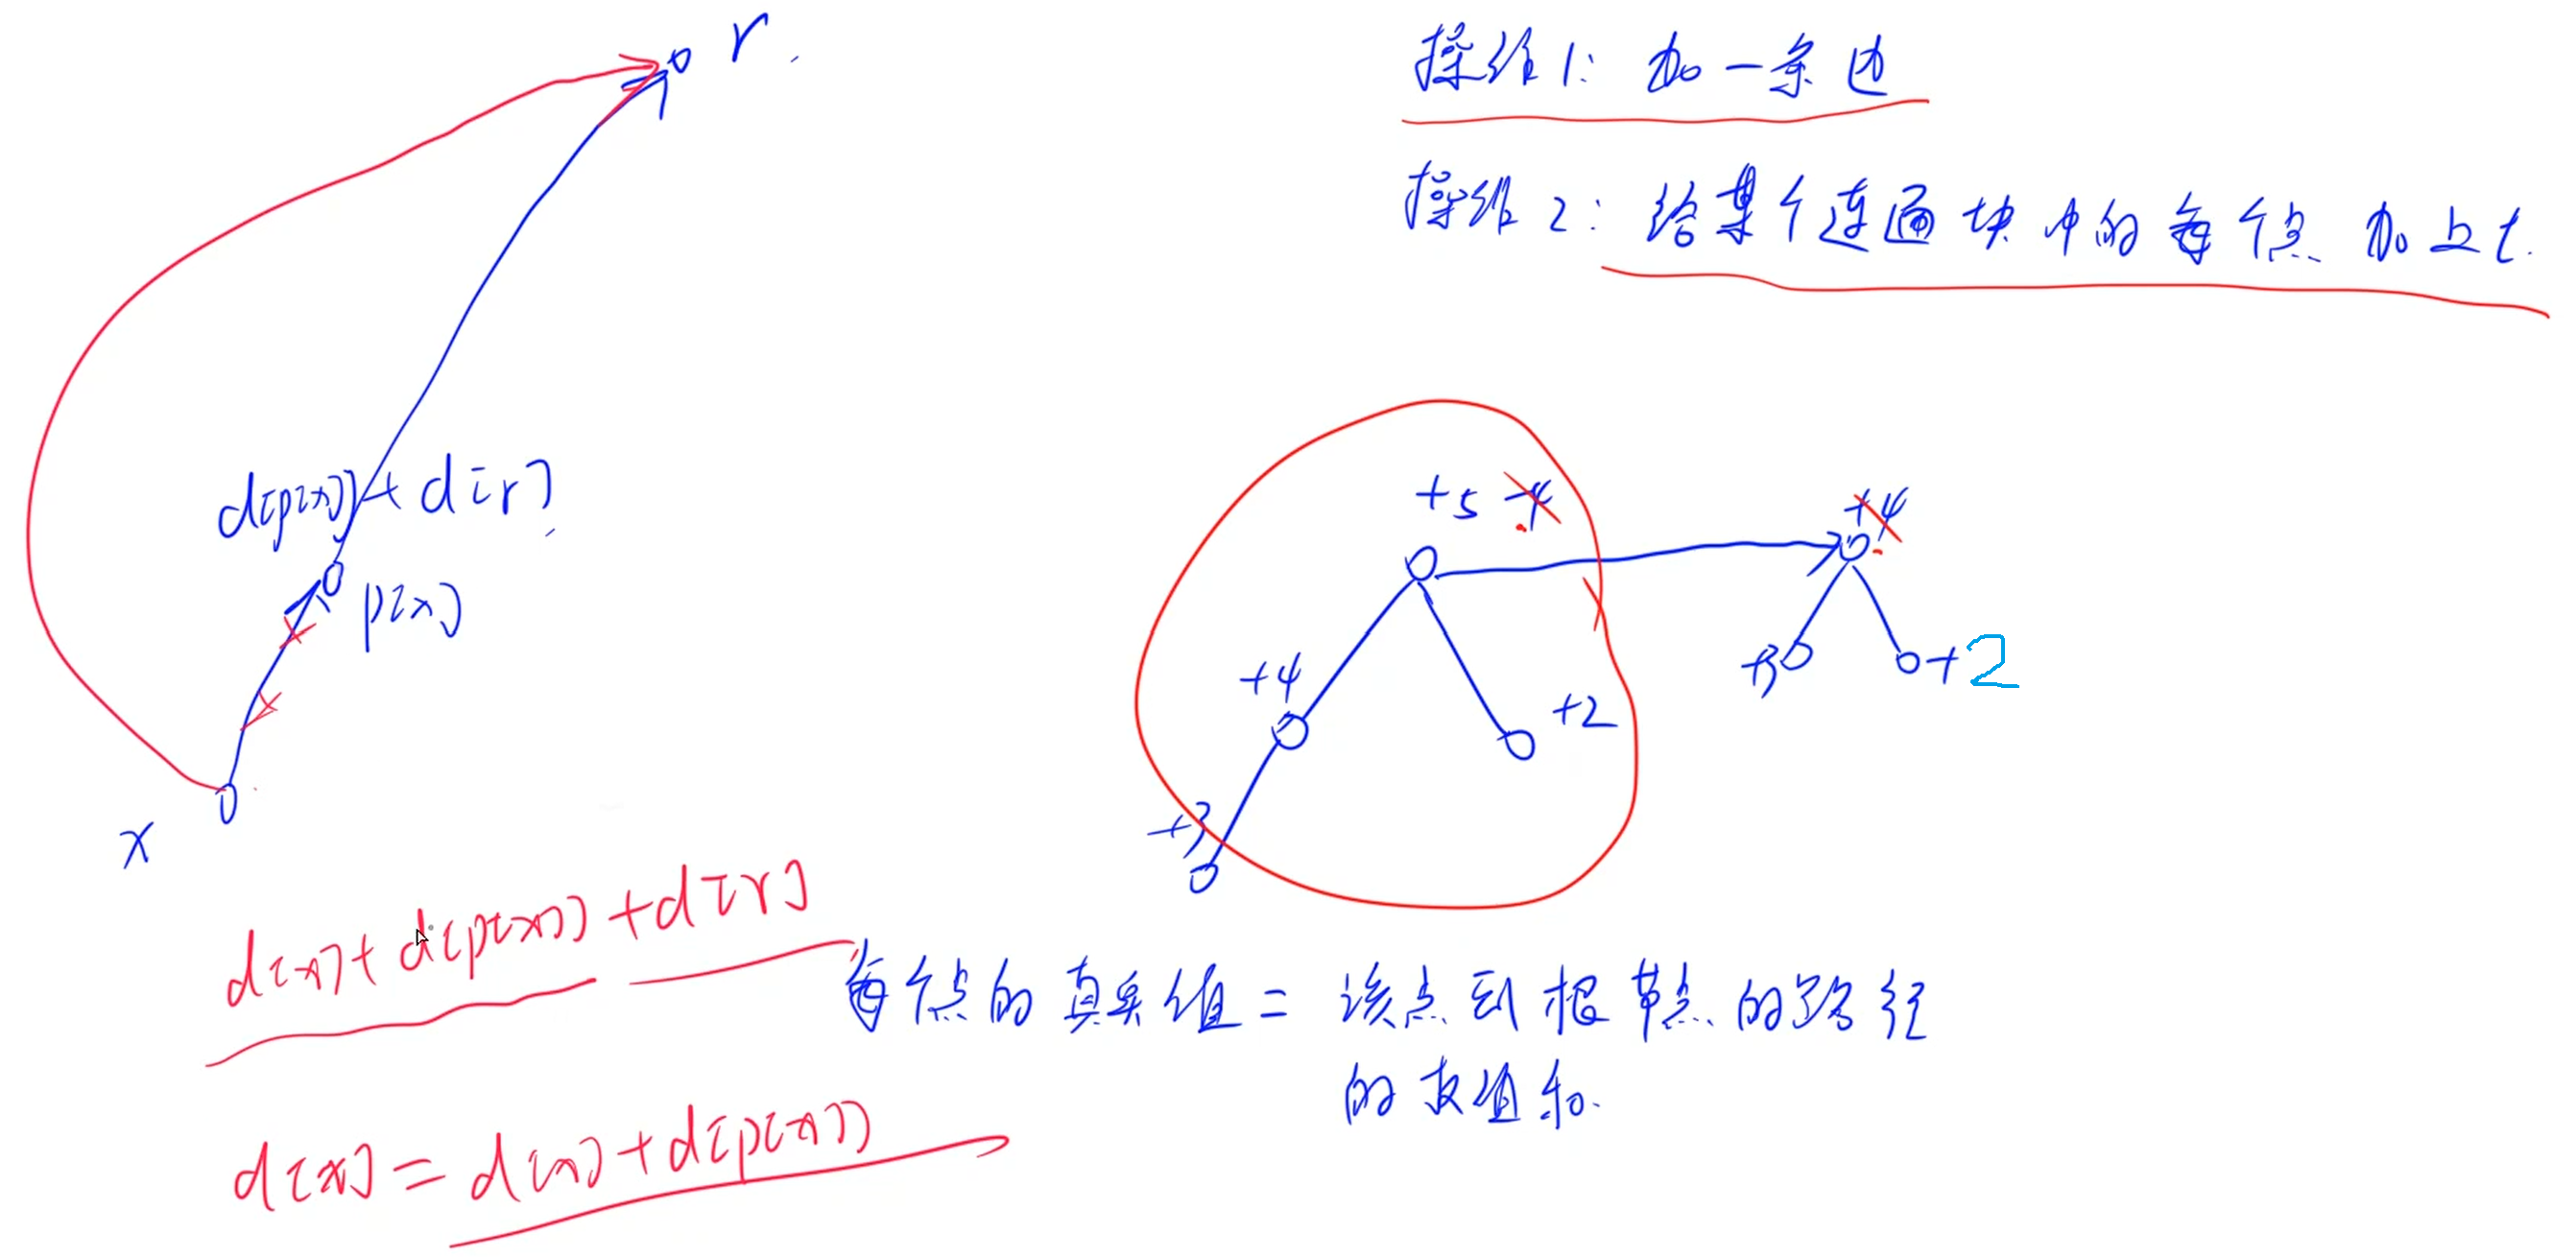 r.
操作1: 加一条边
操作2: 给某个连通块中的每个点加上t.
d[p[x]]+d[r]
p[x]
x
+5 -4
+4
+4
+2
+3
+3
+2
d[x]+d[p[x]]+d[r]
每个点的真实值= 该点到根节点的路径
的权值和.
d[x]=d[x]+d[p[x]]